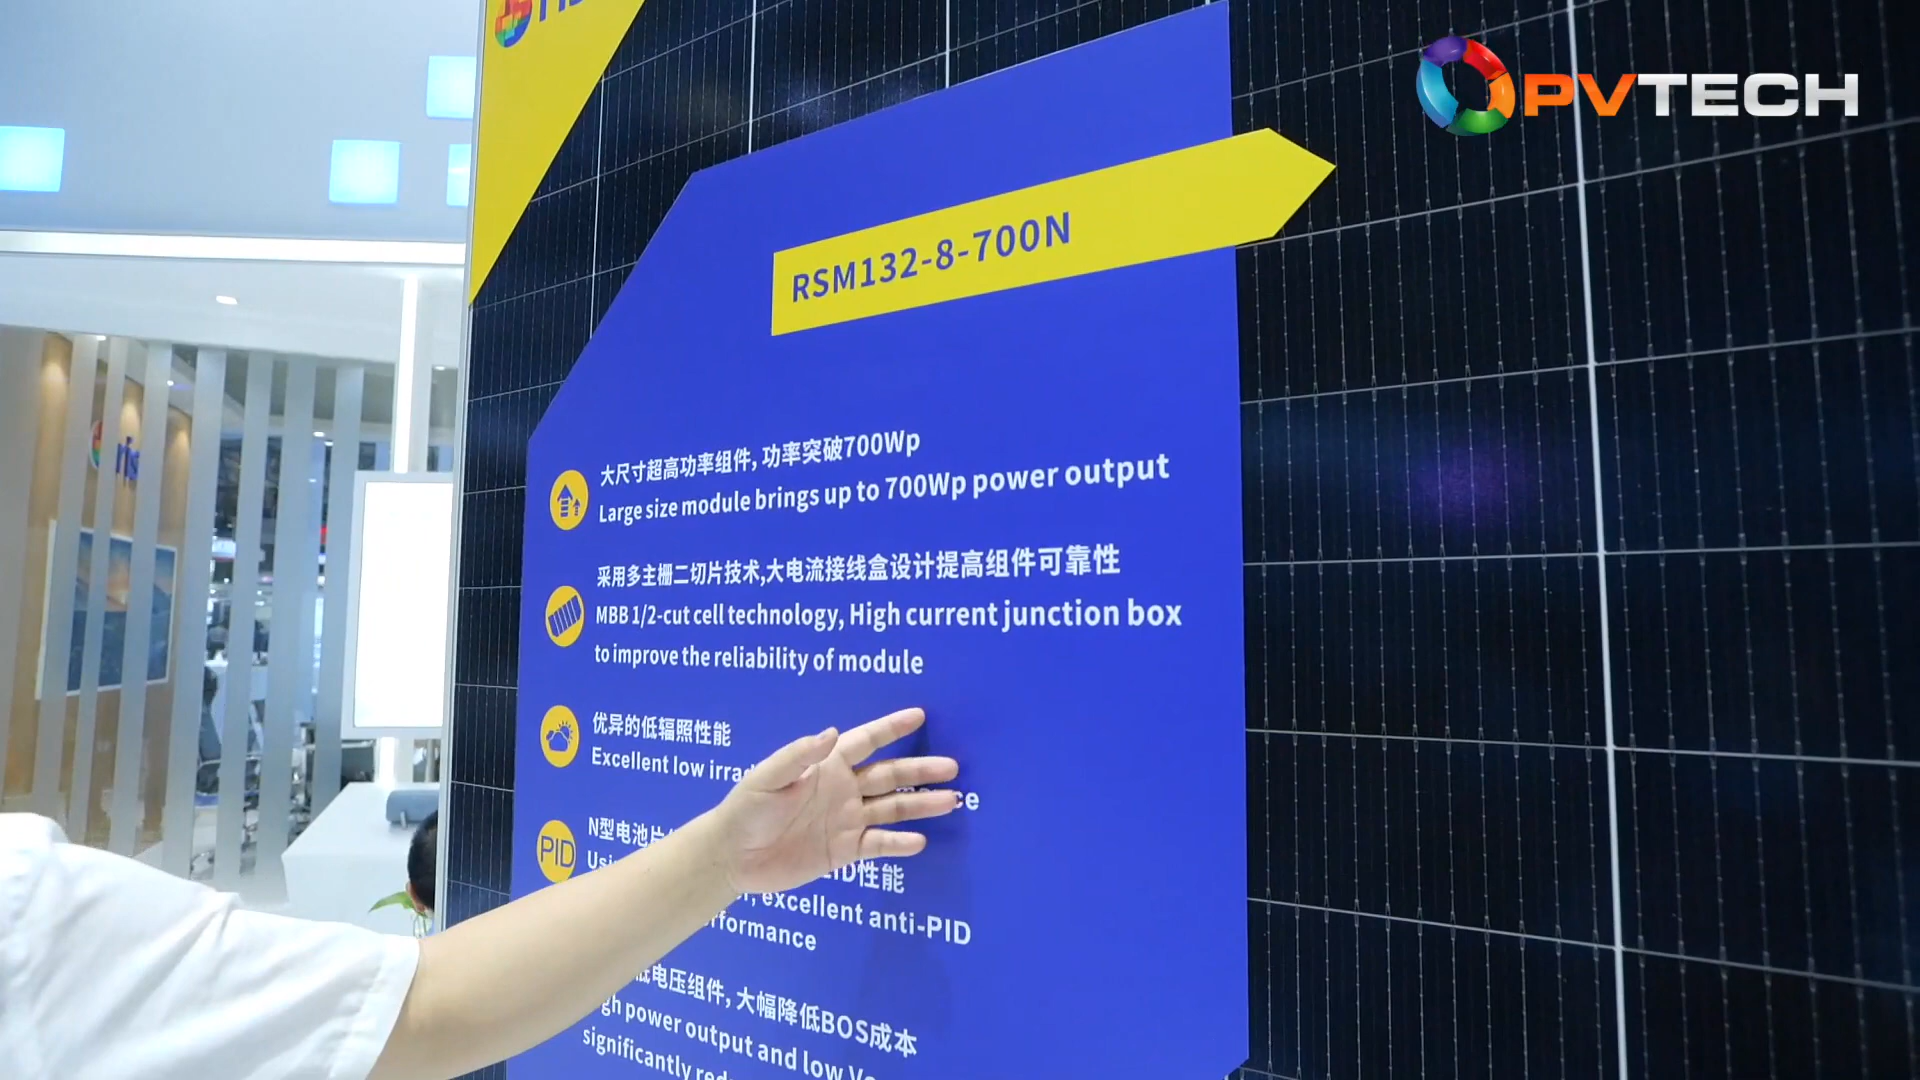 PVTECH
RSM132-8-700N
大尺寸超高功率组件, 功率突破700Wp
Large size module brings up to 700Wp power output
采用多主栅二切片技术,大电流接线盒设计提高组件可靠性
MBB 1/2-cut cell technology, High current junction box
to improve the reliability of module
优异的低辐照性能
Excellent low
PID
N型电池片 性能
excellent anti-PID
电压组件, 大幅降低BOS成本
power output and low
significantly
ris